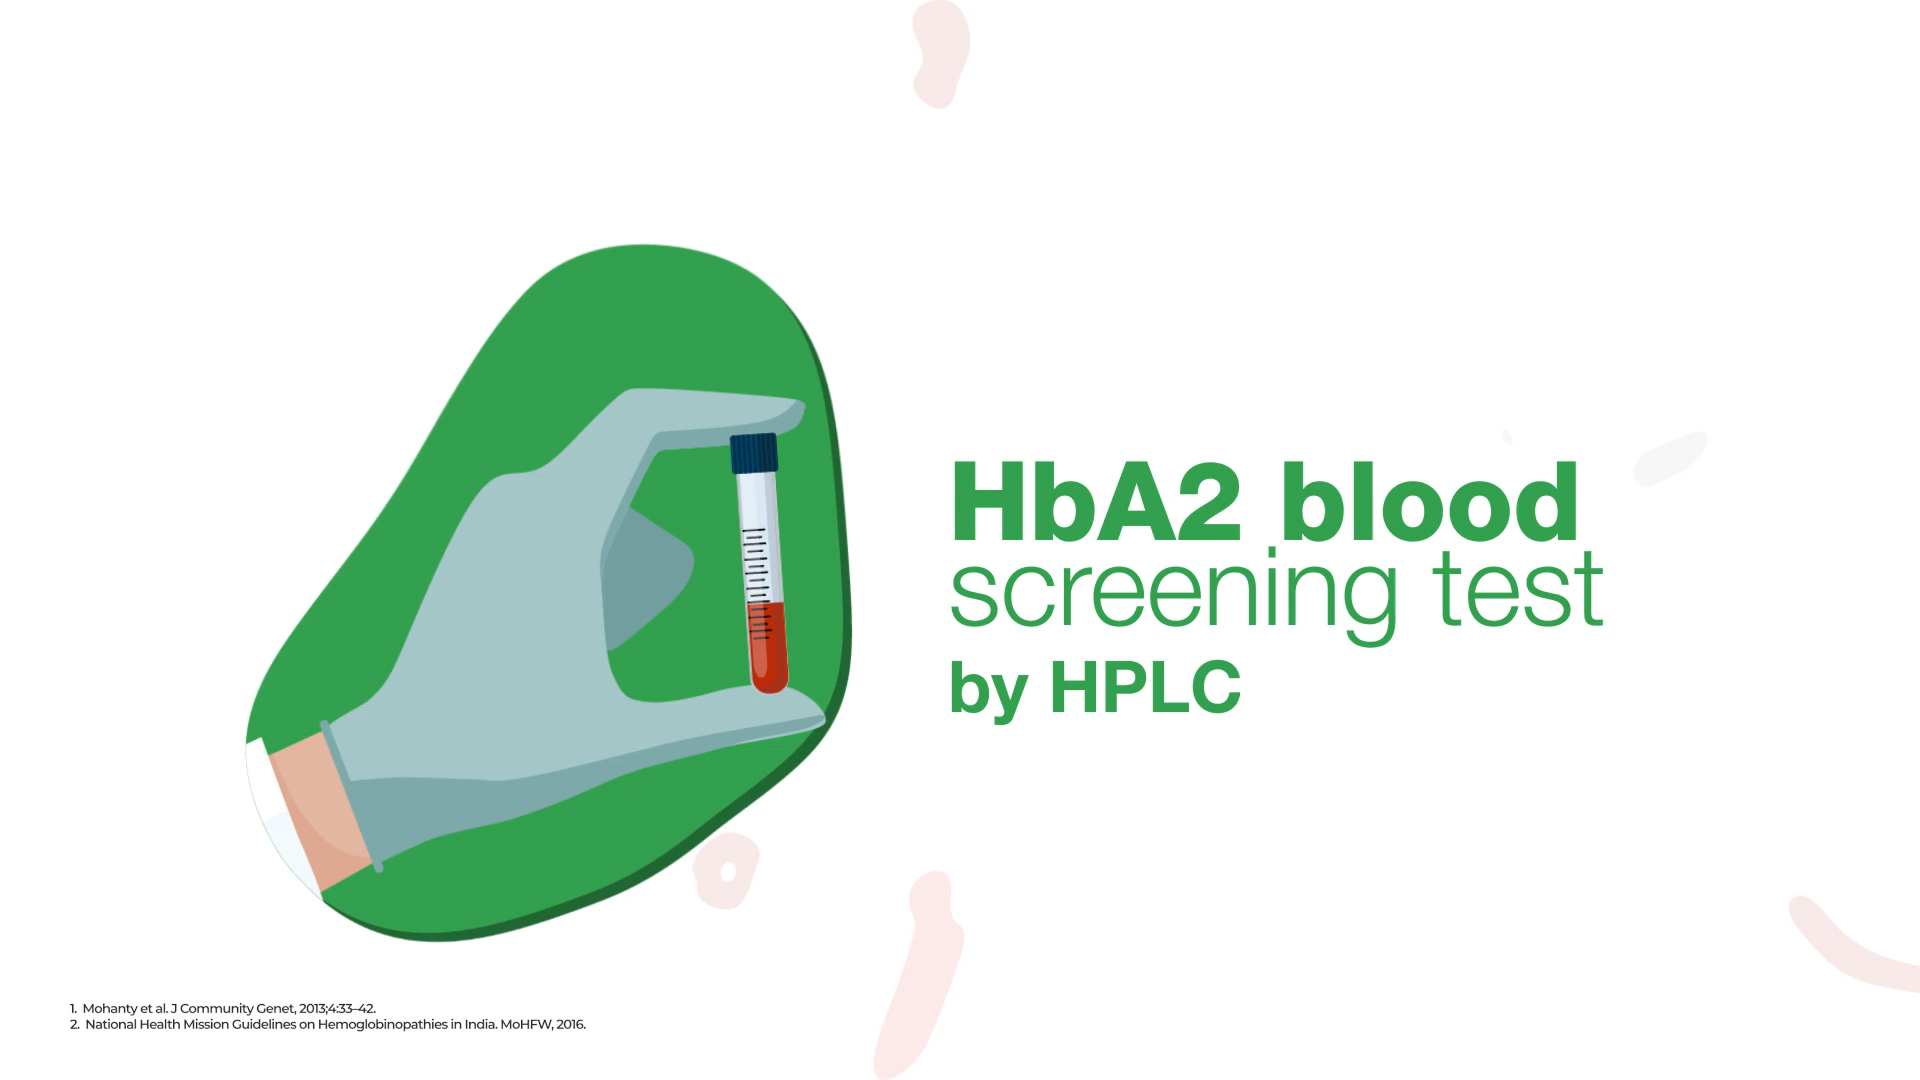 HbA2 blood
screening test
by HPLC
1. Mohanty et al. J Community Genet, 2013;4:33–42.
2. National Health Mission Guidelines on Hemoglobinopathies in India. MoHFW, 2016.